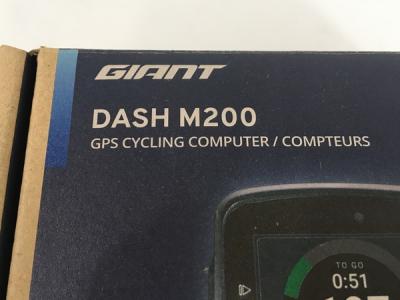 GIANT
DASH M200
GPS CYCLING COMPUTER / COMPTEURS
TO GO
0:51